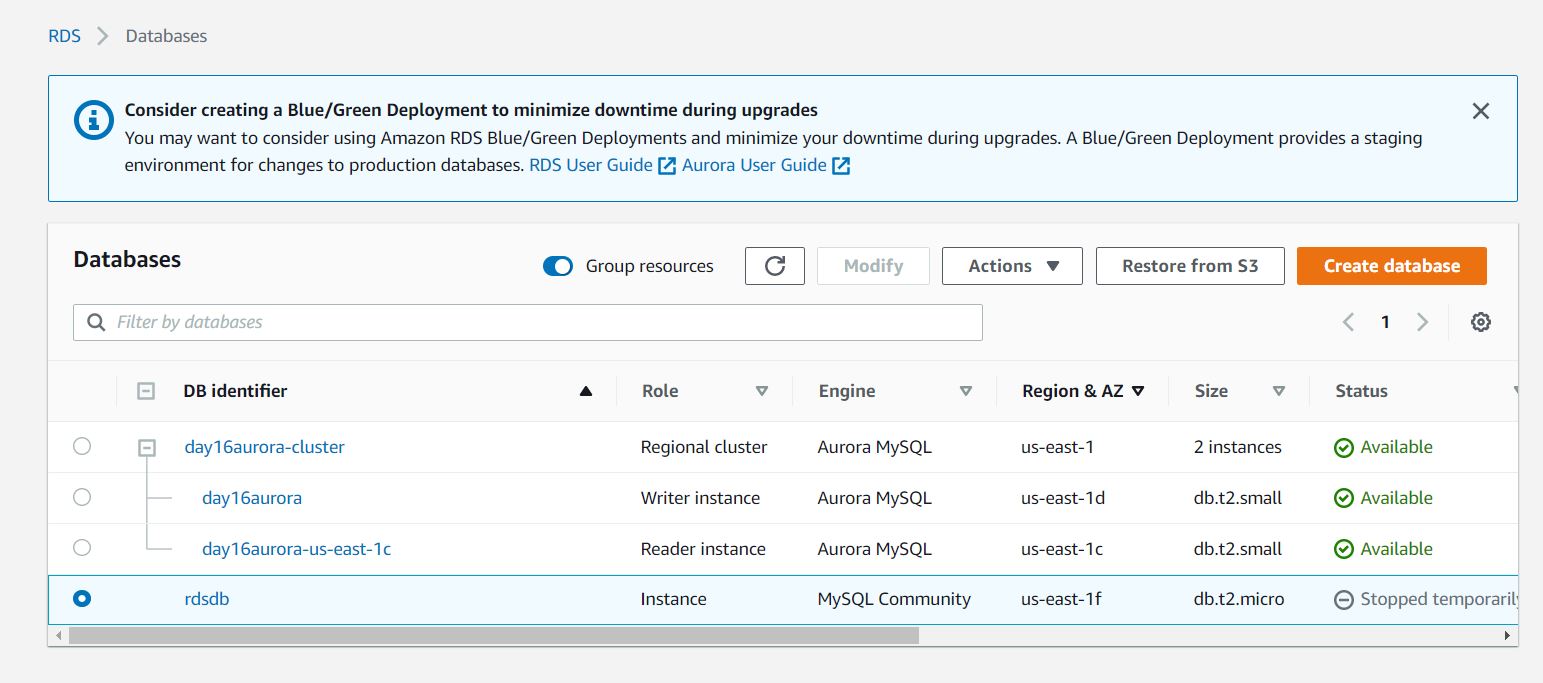 RDS > Databases
Consider creating a Blue/Green Deployment to minimize downtime during upgrades
You may want to consider using Amazon RDS Blue/Green Deployments and minimize your downtime during upgrades. A Blue/Green Deployment provides a staging
environment for changes to production databases. RDS User Guide Aurora User Guide
Databases Group resources Modify Actions Restore from S3 Create database
Filter by databases 1
DB identifier Role Engine Region & AZ Size Status
day16aurora-cluster Regional cluster Aurora MySQL us-east-1 2 instances Available
day16aurora Writer instance Aurora MySQL us-east-1d db.t2.small Available
day16aurora-us-east-1c Reader instance Aurora MySQL us-east-1c db.t2.small Available
rdsdb Instance MySQL Community us-east-1f db.t2.micro Stopped temporaril